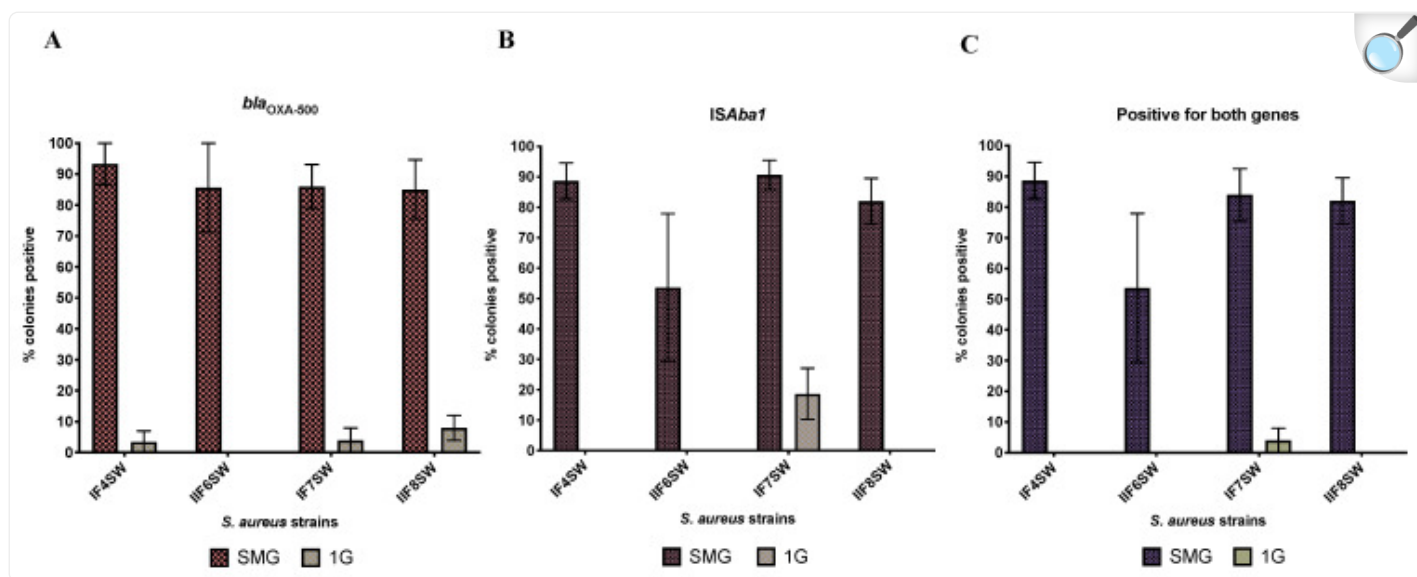 A
bla OXA-500
% colonies positive
100
90
80
70
60
50
40
30
20
10
0
IF4SW
IIF6SW
IF7SW
IIF8SW
S. aureus strains
SMG 1G
B
ISAba1
% colonies positive
100
90
80
70
60
50
40
30
20
10
0
IF4SW
IIF6SW
IF7SW
IIF8SW
S. aureus strains
SMG 1G
C
Positive for both genes
% colonies positive
100
90
80
70
60
50
40
30
20
10
0
IF4SW
IIF6SW
IF7SW
IIF8SW
S. aureus strains
SMG 1G